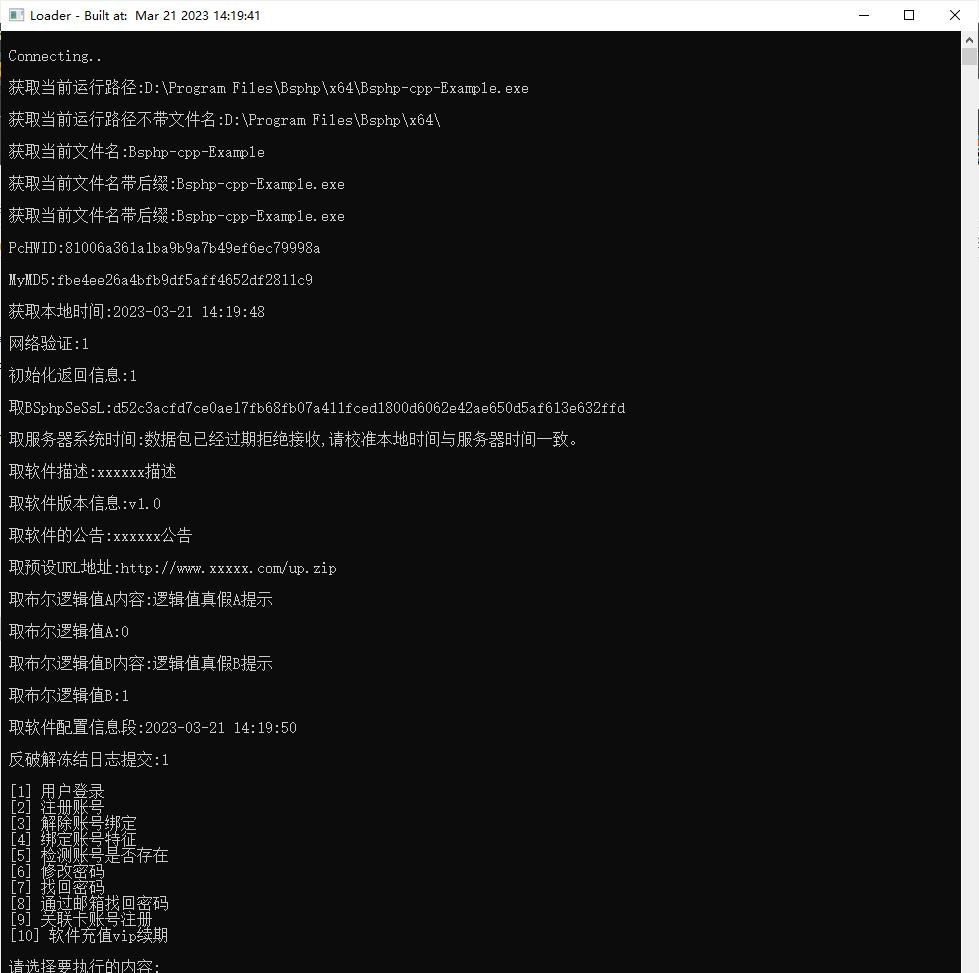 Loader - Built at:  Mar 21 2023 14:19:41
Connecting..
获取当前运行路径:D:\Program Files\Bsphp\x64\Bsphp-cpp-Example.exe
获取当前运行路径不带文件名:D:\Program Files\Bsphp\x64\
获取当前文件名:Bsphp-cpp-Example
获取当前文件名带后缀:Bsphp-cpp-Example.exe
获取当前文件名带后缀:Bsphp-cpp-Example.exe
PcHWID:81006a361a1ba9b9a7b49ef6ec79998a
MyMD5:fbe4ee26a4bfb9df5aff4652df2811c9
获取本地时间:2023-03-21 14:19:48
网络验证:1
初始化返回信息:1
取BSphpSeSsL:d52c3acfd7ce0ae17fb68fb07a411fced1800d6062e42ae650d5af613e632ffd
取服务器系统时间:数据包已经过期拒绝接收,请校准本地时间与服务器时间一致。
取软件描述:xxxxxx描述
取软件版本信息:v1.0
取软件的公告:xxxxxx公告
取预设URL地址:http://www.xxxxx.com/up.zip
取布尔逻辑值A内容:逻辑值真假A提示
取布尔逻辑值A:0
取布尔逻辑值B内容:逻辑值真假B提示
取布尔逻辑值B:1
取软件配置信息段:2023-03-21 14:19:50
反破解冻结日志提交:1
[1] 用户登录
[2] 注册账号
[3] 解除账号绑定
[4] 绑定账号特征
[5] 检测账号是否存在
[6] 修改密码
[7] 找回密码
[8] 通过邮箱找回密码
[9] 关联卡账号注册
[10] 软件充值vip续期
请选择要执行的内容: